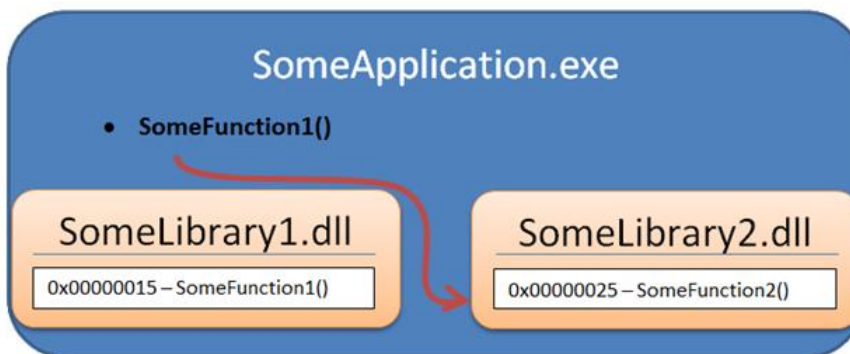 SomeApplication.exe
• SomeFunction1()
SomeLibrary1.dll
0x00000015 – SomeFunction1()
SomeLibrary2.dll
0x00000025 – SomeFunction2()